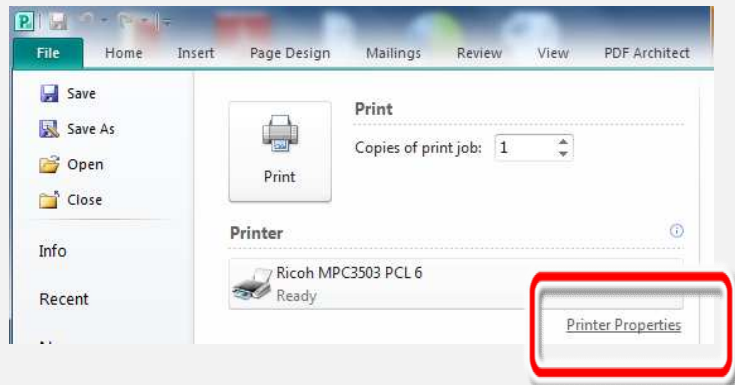 P
File Home Insert Page Design Mailings Review View PDF Architect
Save
Save As
Open
Close
Info
Recent
Print
Print
Copies of print job: 1
Printer
Ricoh MPC3503 PCL 6
Ready
Printer Properties